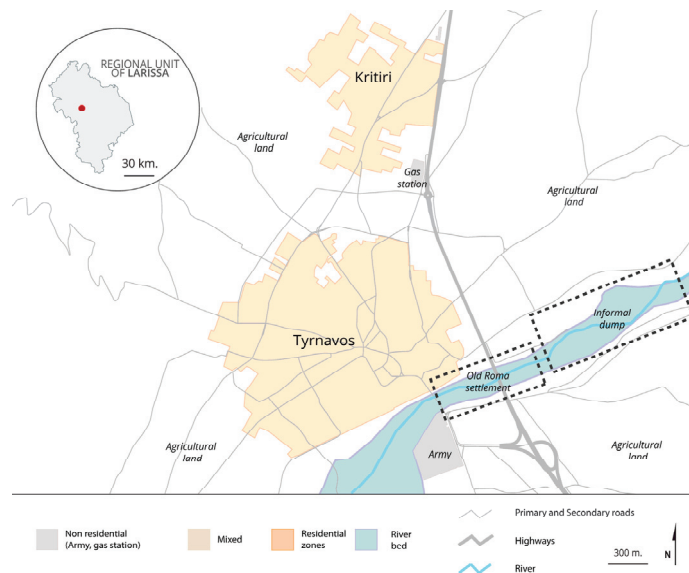 REGIONAL UNIT
OF LARISSA
30 km.
Kritiri
Agricultural
land
Gas
station
Agricultural
land
Tyrnavos
Informal
dump
Old Roma
settlement
Agricultural
land
Army
Agricultural
land
Non residential
(Army, gas station)
Mixed
Residential
zones
River
bcd
Primary and Secondary roads
Highways
River
300 m.
N